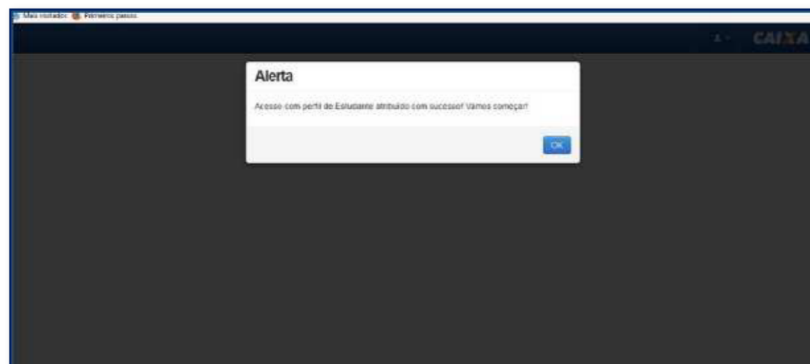 Mais visitados Primeiros passos
CAIXA
Alerta
Acesso com perfil de Estudante atribuído com sucesso! Vamos começar!
OK